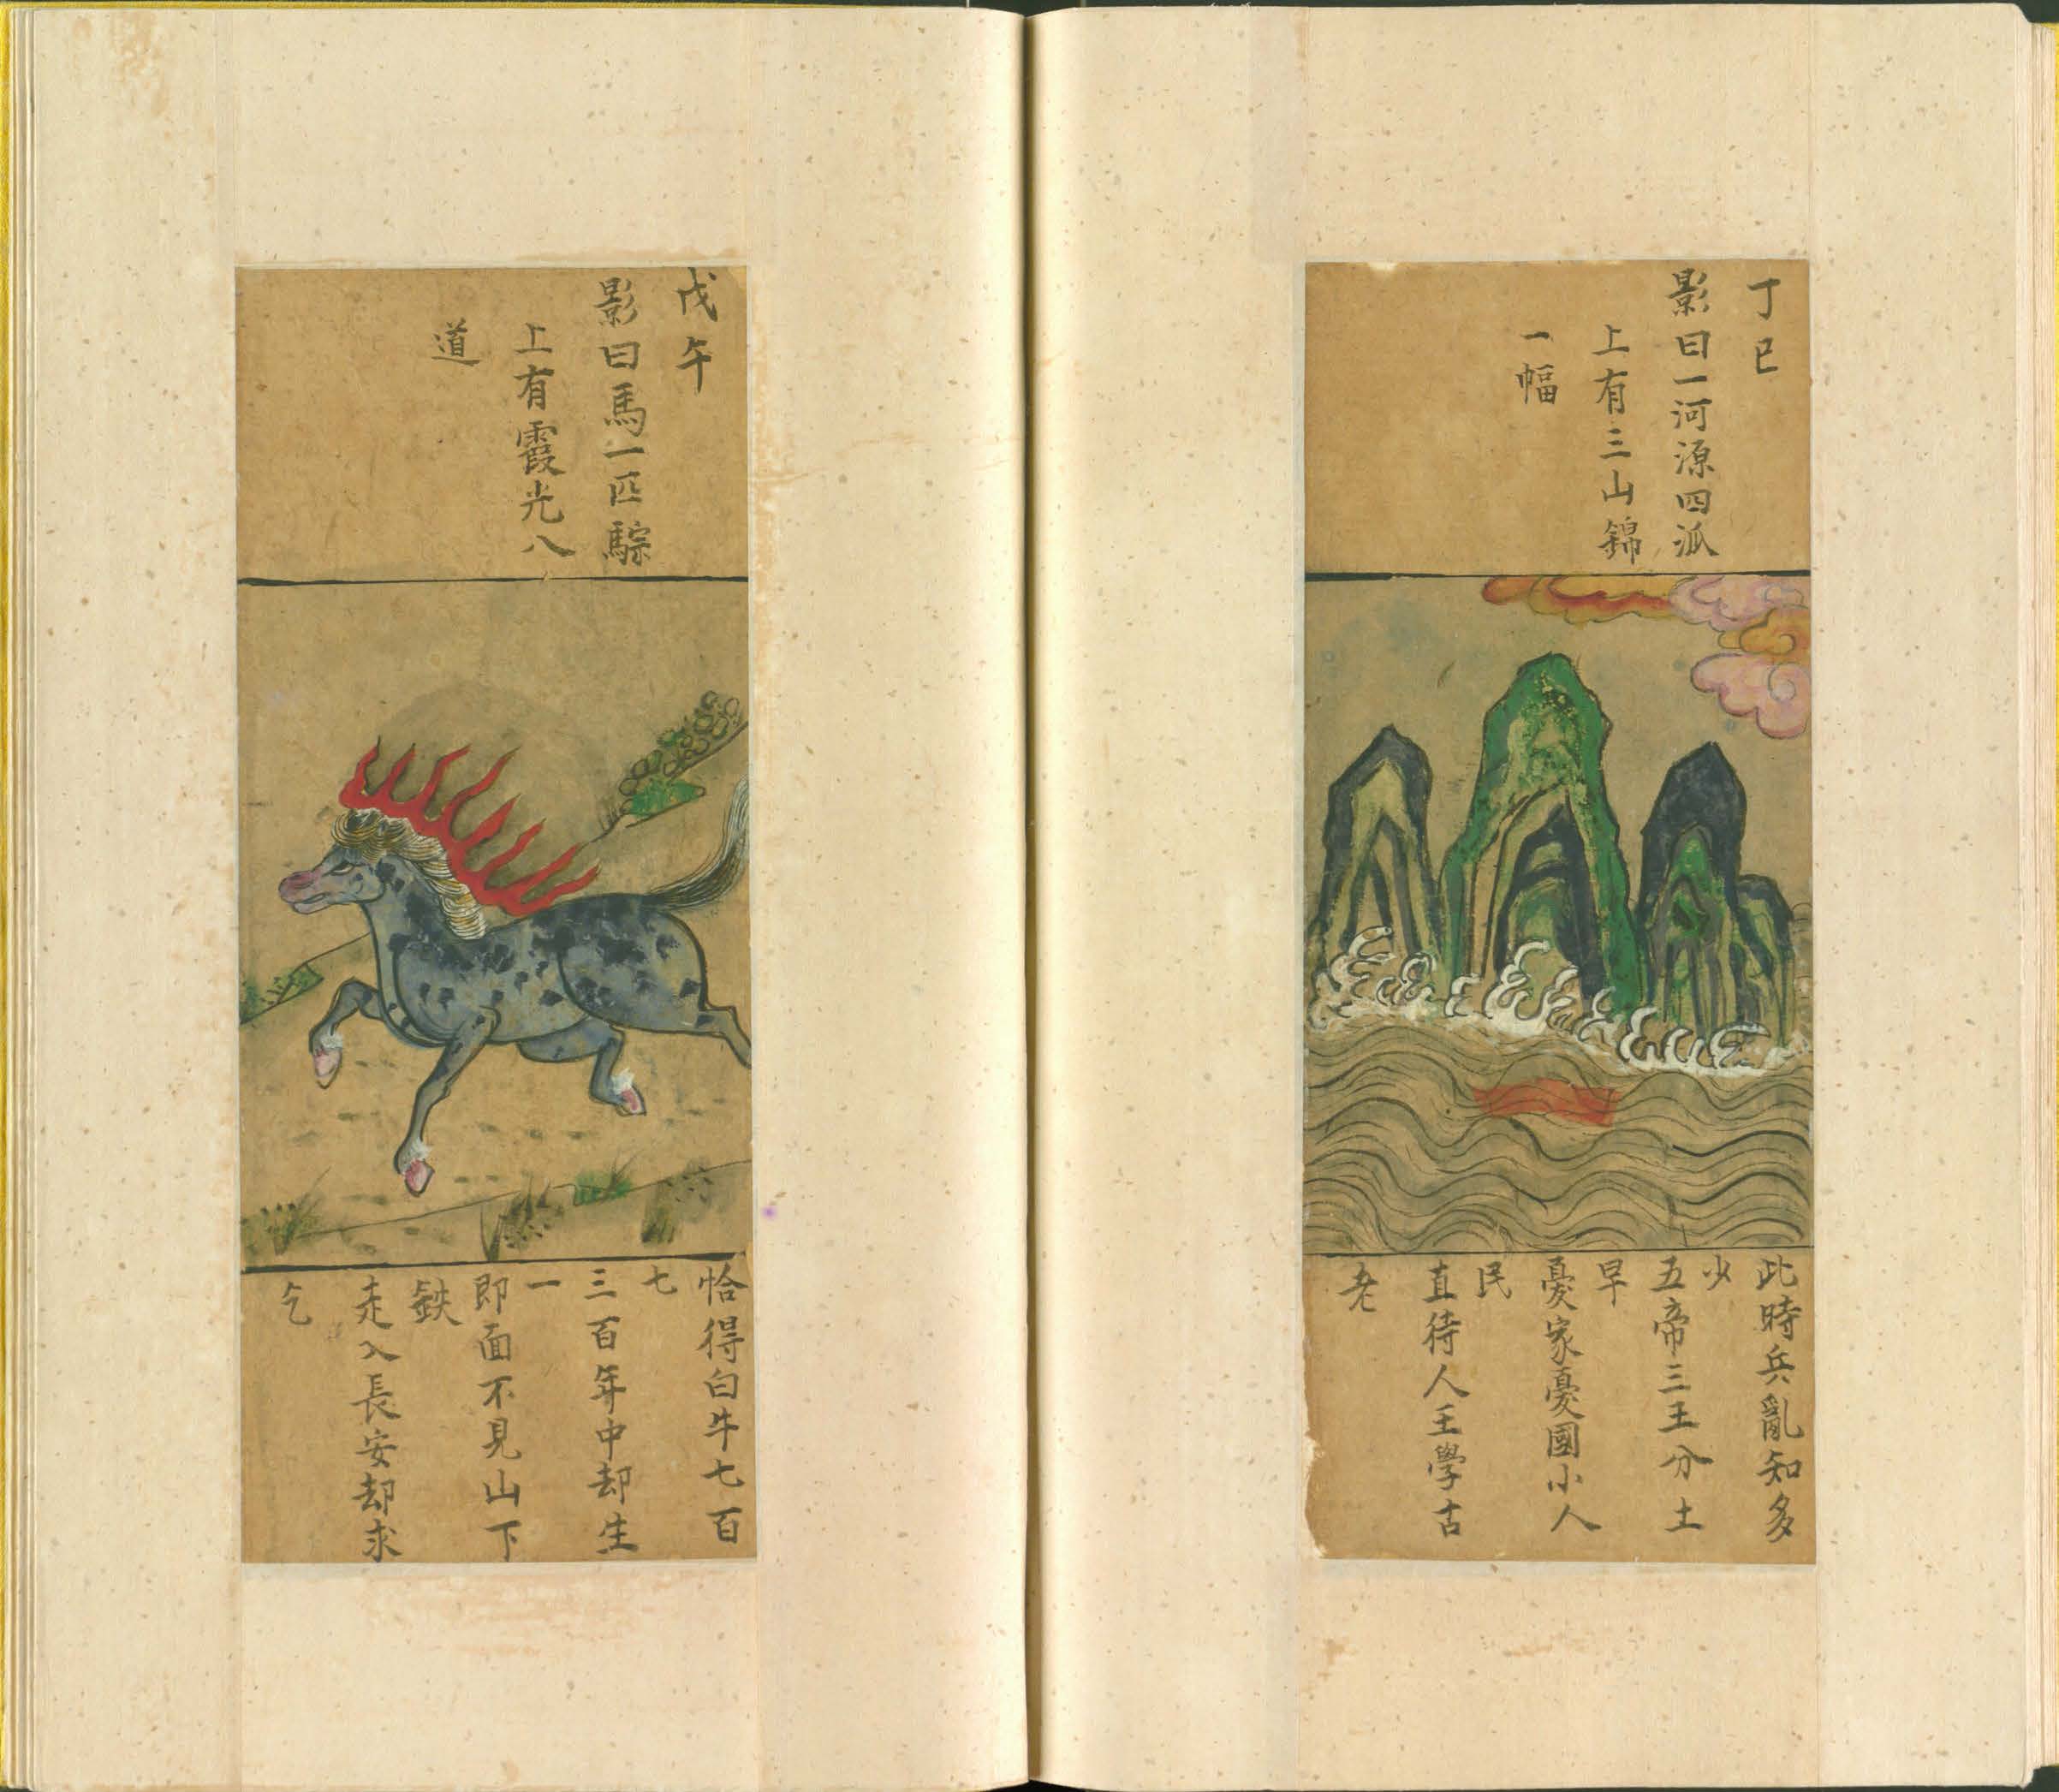 丁巳
影曰一河源四派
上有三山錦
一幅
此時兵亂知多
少
五帝三王分土
早
憂家憂國小人
民
直待人王學古
老
戊午
影曰馬一匹騌
上有霞光八
道
恰得白牛七百
七
三百年中却生
一
即面不見山下
鉄
走入長安却求
乞